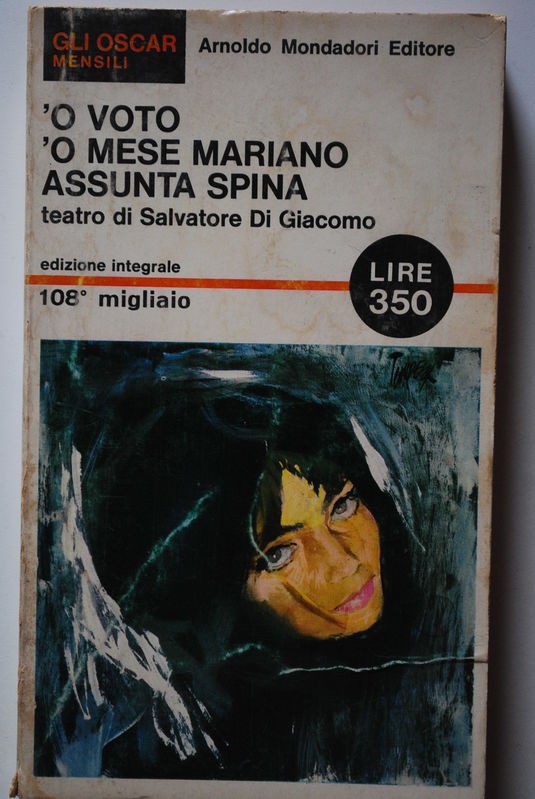 GLI OSCAR
MENSILI
Arnoldo Mondadori Editore
'O VOTO
'O MESE MARIANO
ASSUNTA SPINA
teatro di Salvatore Di Giacomo
edizione integrale
108° migliaio
LIRE
350